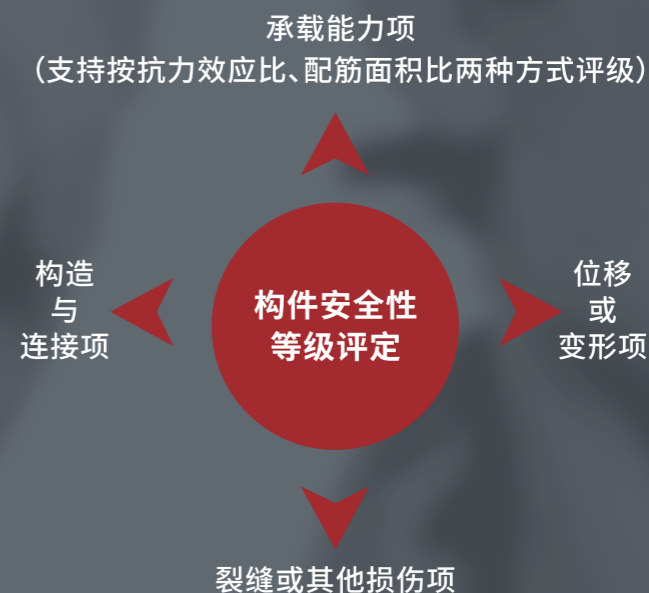 承载能力项
（支持按抗力效应比、配筋面积比两种方式评级）
构造
与
连接项
构件安全性
等级评定
位移
或
变形项
裂缝或其他损伤项